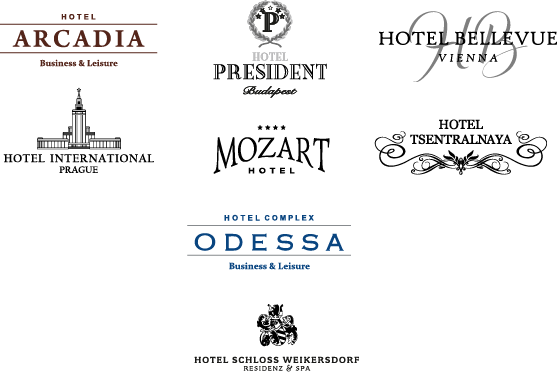 HOTEL
ARCADIA
Business & Leisure
P
HOTEL
PRESIDENT
Budapest
HB
HOTEL BELLEVUE
VIENNA
HOTEL INTERNATIONAL
PRAGUE
MOZART
HOTEL
HOTEL
TSENTRALNAYA
HOTEL COMPLEX
ODESSA
Business & Leisure
HOTEL SCHLOSS WEIKERSDORF
RESIDENZ & SPA